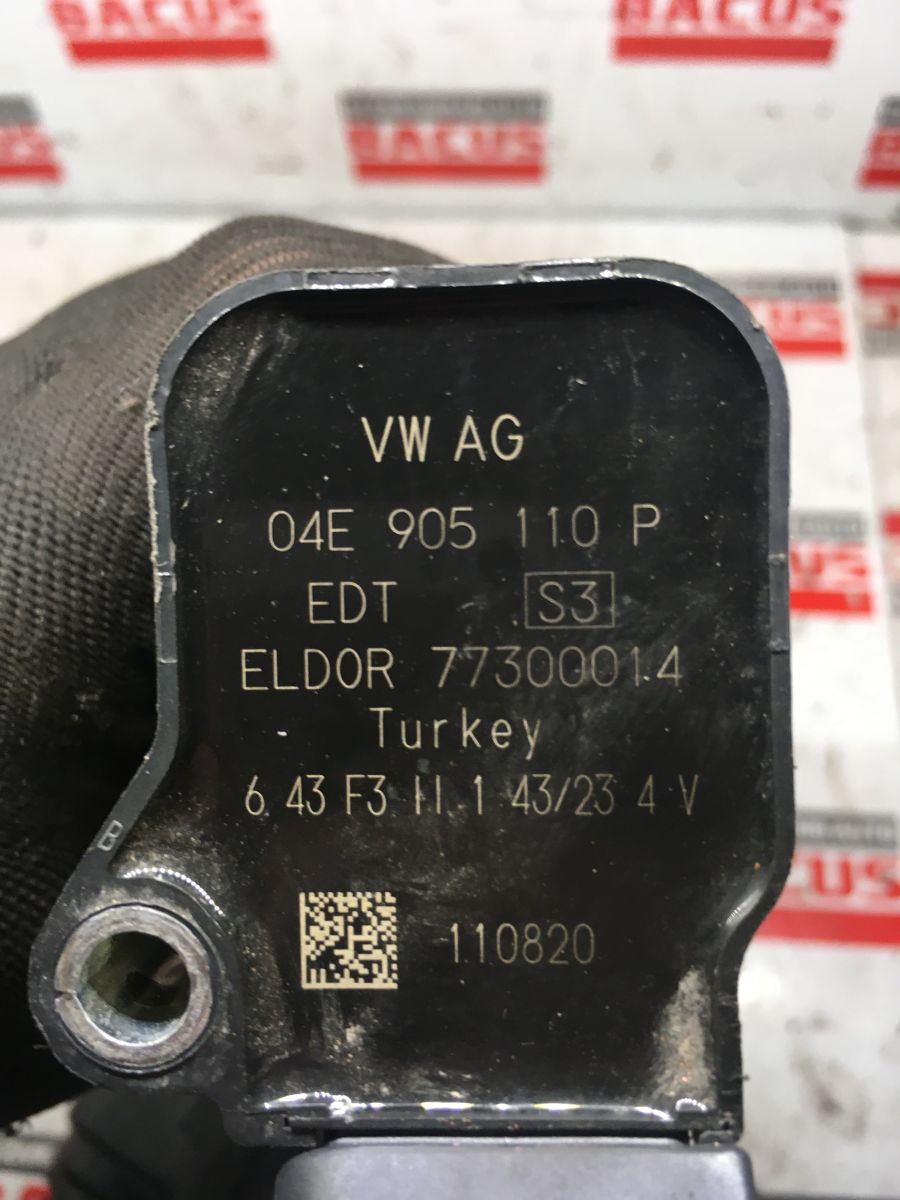 BACUS
BACUS
BACUS
VW AG
04E 905 110 P
EDT S3
ELDOR 77300014
Turkey
6 43 F3 II 1 43/23 4 V
B
110820